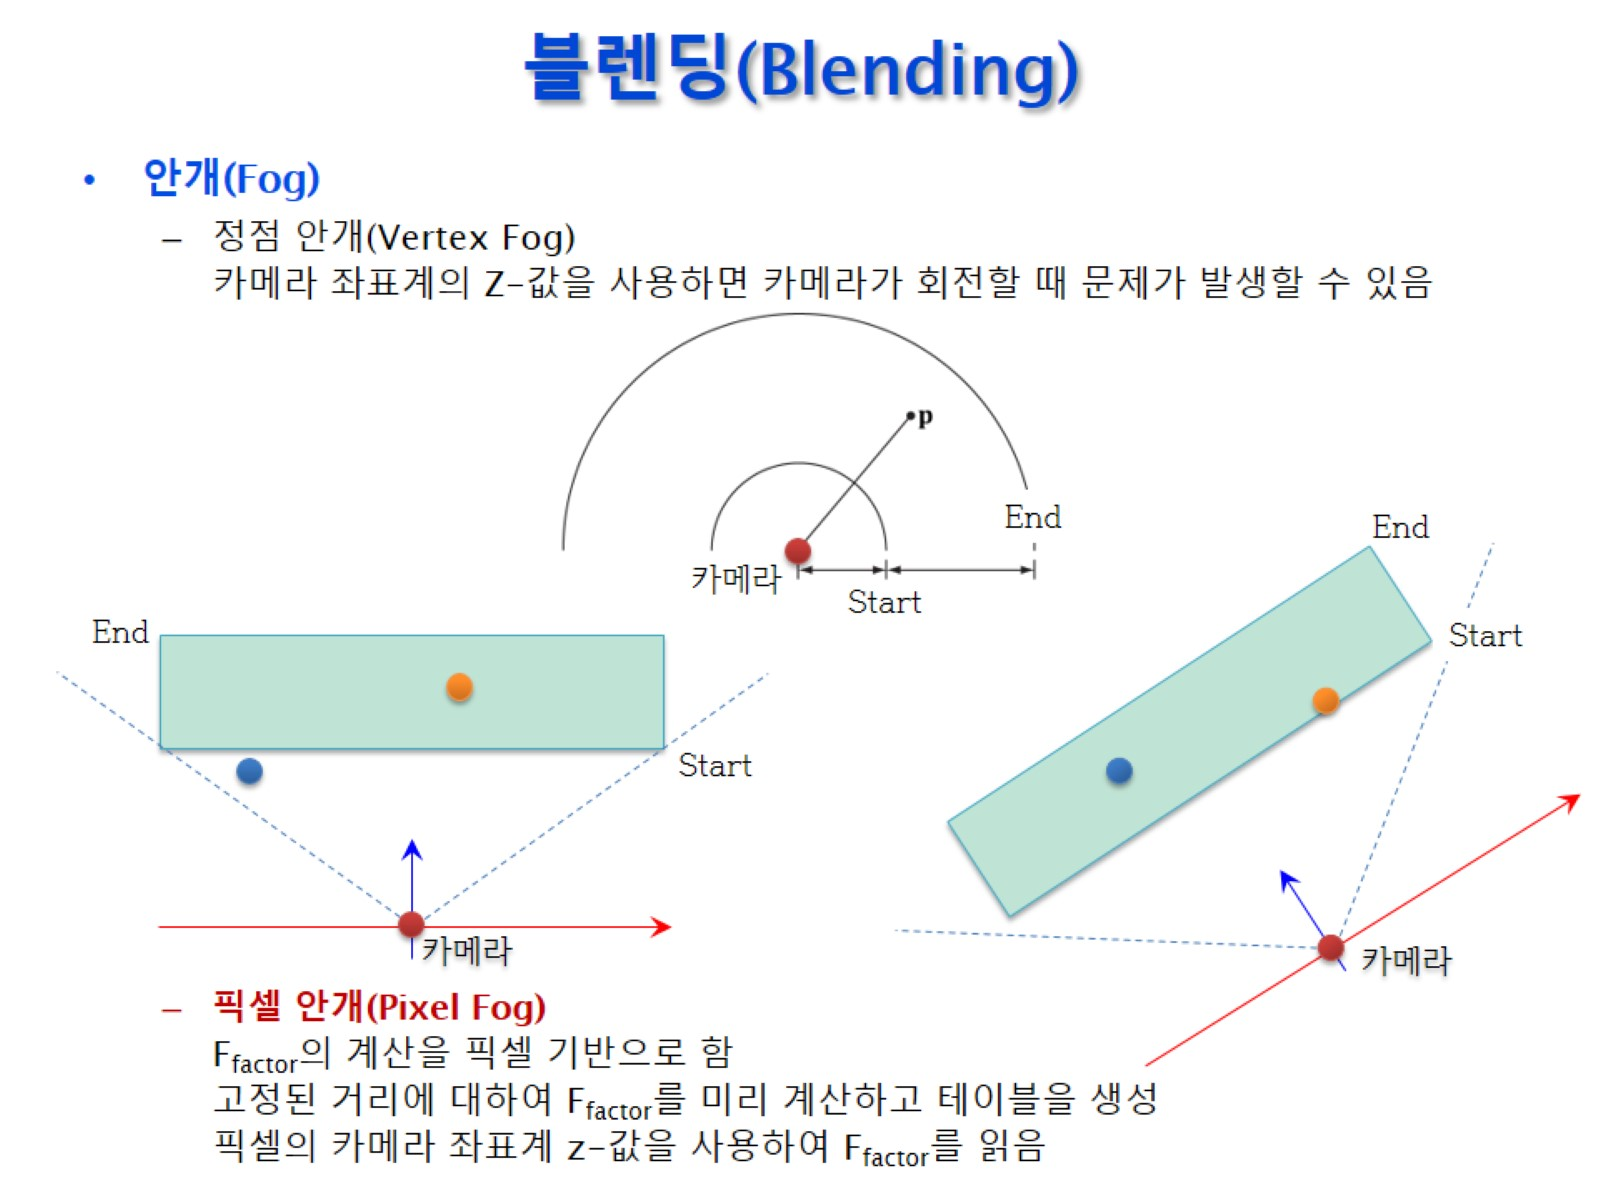 블렌딩(Blending)
• 안개(Fog)
– 정점 안개(Vertex Fog)
카메라 좌표계의 Z-값을 사용하면 카메라가 회전할 때 문제가 발생할 수 있음
p
End
카메라
Start
End
Start
카메라
End
Start
카메라
– 픽셀 안개(Pixel Fog)
Ffactor의 계산을 픽셀 기반으로 함
고정된 거리에 대하여 Ffactor를 미리 계산하고 테이블을 생성
픽셀의 카메라 좌표계 z-값을 사용하여 Ffactor를 읽음